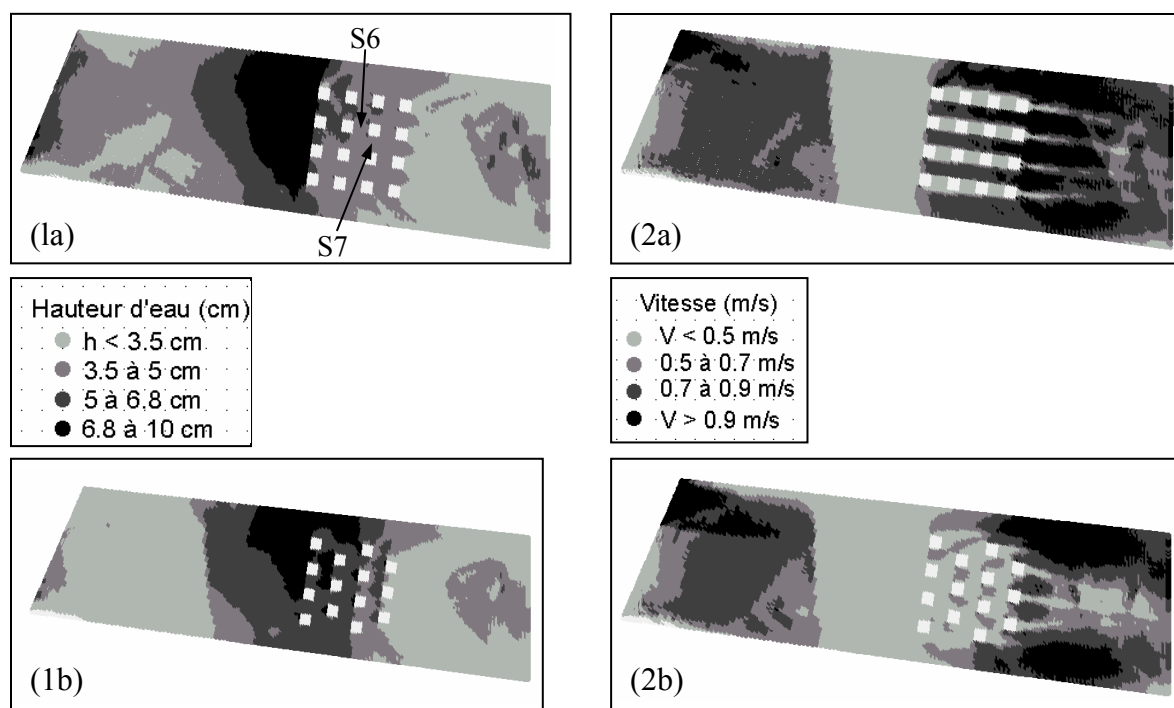 S6
S7
(1a)
(2a)
Hauteur d'eau (cm)
h < 3.5 cm
3.5 à 5 cm
5 à 6.8 cm
6.8 à 10 cm
Vitesse (m/s)
V < 0.5 m/s
0.5 à 0.7 m/s
0.7 à 0.9 m/s
V > 0.9 m/s
(1b)
(2b)